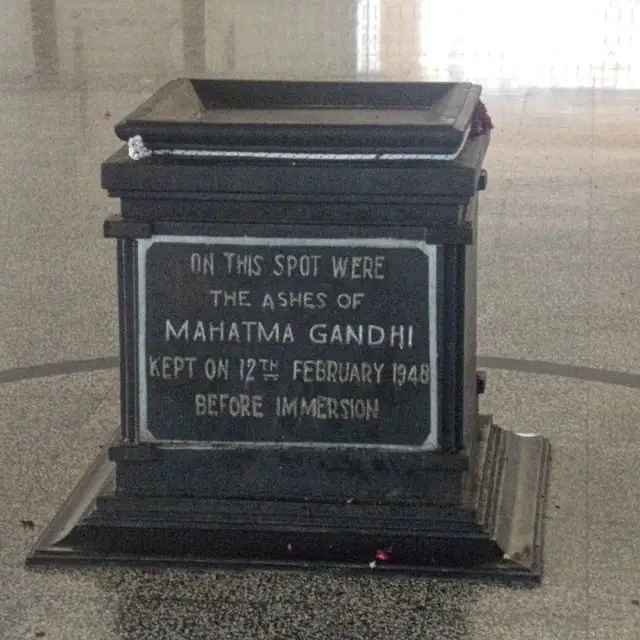 ON THIS SPOT WERE
THE ASHES OF
MAHATMA GANDHI
KEPT ON 12TH FEBRUARY 1948
BEFORE IMMERSION